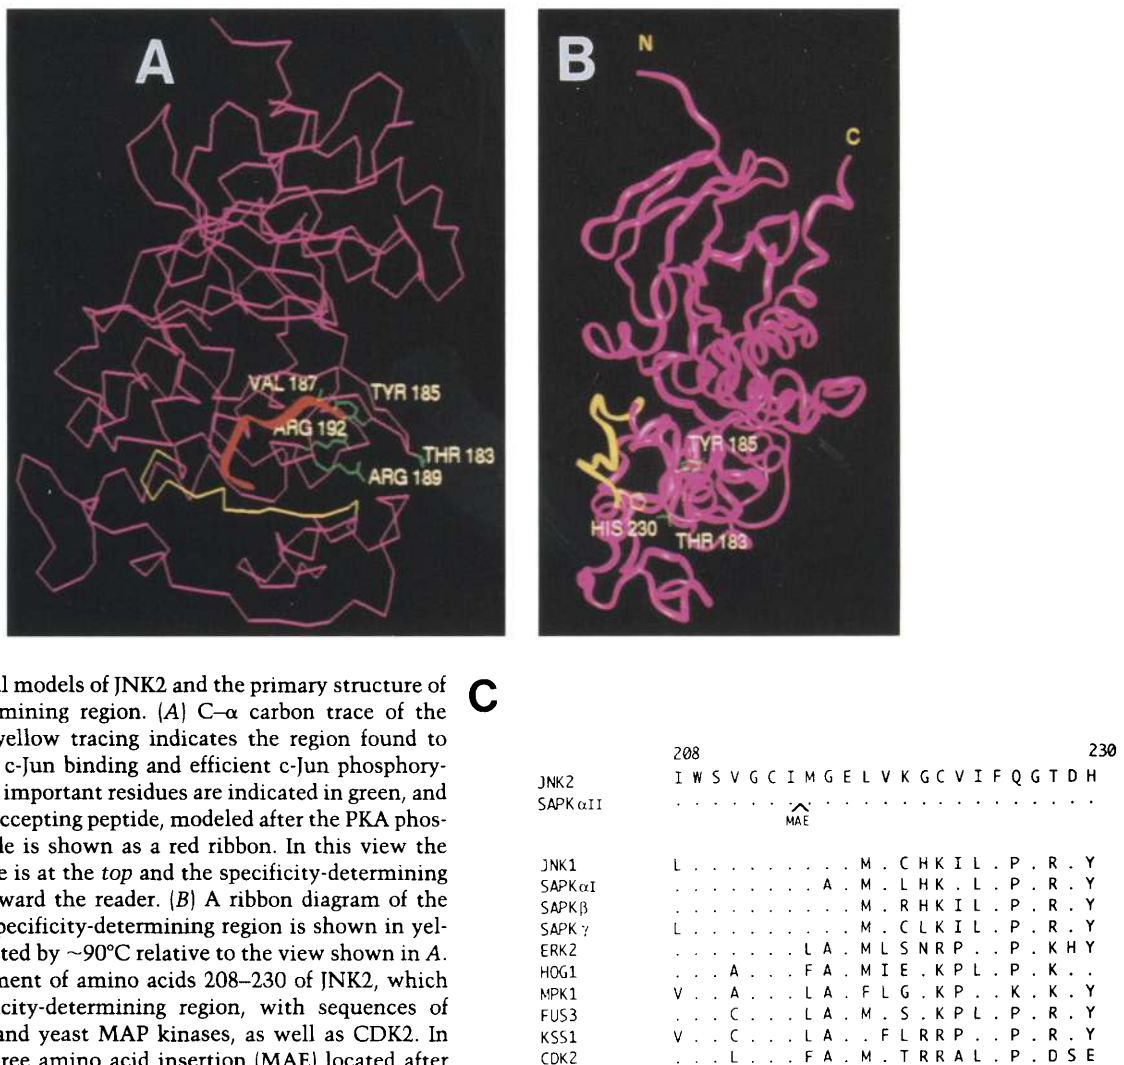 A
VAL 187
TYR 185
ARG 192
THR 183
ARG 189
B
N
C
TYR 185
HIS 230
THR 183
l models of JNK2 and the primary structure of
mining region. (A) C–α carbon trace of the
yellow tracing indicates the region found to
c-Jun binding and efficient c-Jun phosphory-
important residues are indicated in green, and
ccepting peptide, modeled after the PKA phos-
le is shown as a red ribbon. In this view the
e is at the top and the specificity-determining
ward the reader. (B) A ribbon diagram of the
pecificity-determining region is shown in yel-
ted by ~90°C relative to the view shown in A.
ment of amino acids 208–230 of JNK2, which
icity-determining region, with sequences of
and yeast MAP kinases, as well as CDK2. In
ree amino acid insertion (MAE) located after
C
208 230
JNK2 I W S V G C I M G E L V K G C V I F Q G T D H
SAPKαII . . . . . . . . . . . . . . . . . . . . . . .
MAE
JNK1 L . . . . . . . . . M . C H K I L . P . R . Y
SAPKαI . . . . . . . . A . M . L H K . L . P . R . Y
SAPKβ . . . . . . . . . . M . R H K I L . P . R . Y
SAPKγ L . . . . . . . . . M . C L K I L . P . R . Y
ERK2 . . . . . . . L A . M L S N R P . . P . K H Y
HOG1 . . . A . . . F A . M I E . K P L . P . K . .
MPK1 V . . A . . . L A . F L G . K P . . K . K . Y
FUS3 . . . C . . . L A . M . S . K P L . P . R . Y
KSS1 V . . C . . . L A . . F L R R P . . P . R . Y
CDK2 . . . L . . . F A . M . T R R A L . P . D S E